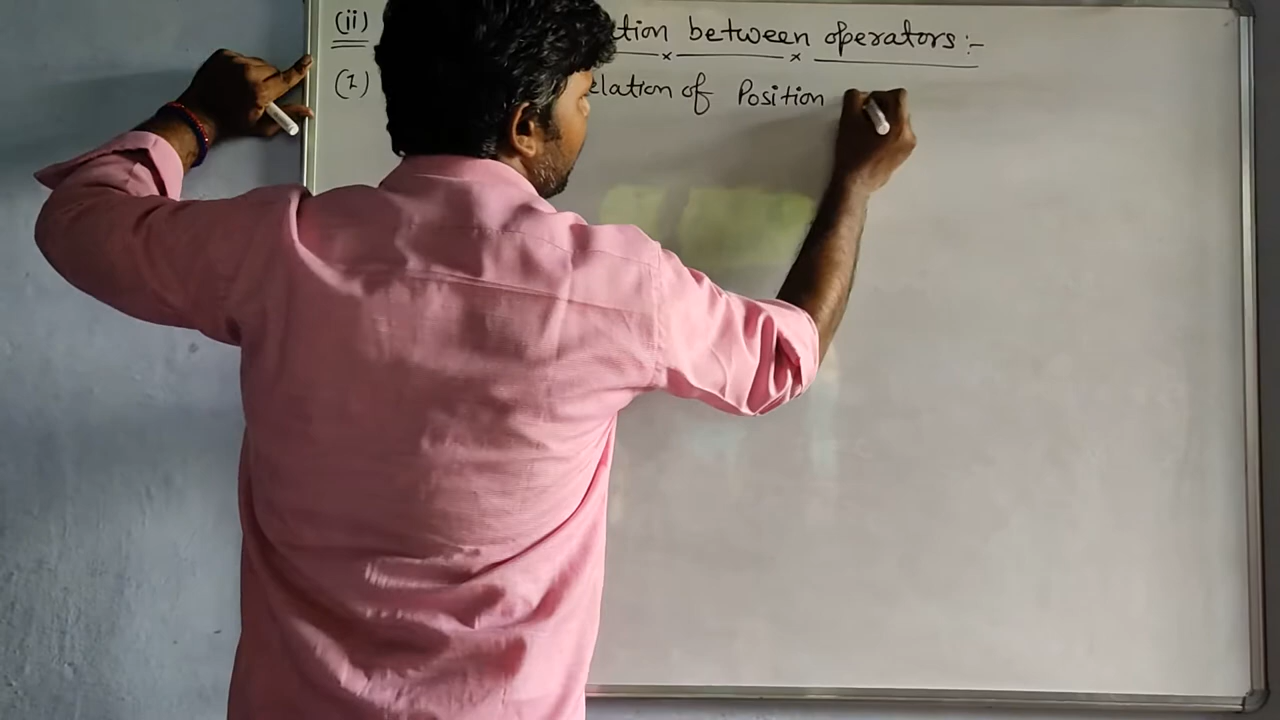 (ii) tion between operators:-
(1) elation of Position